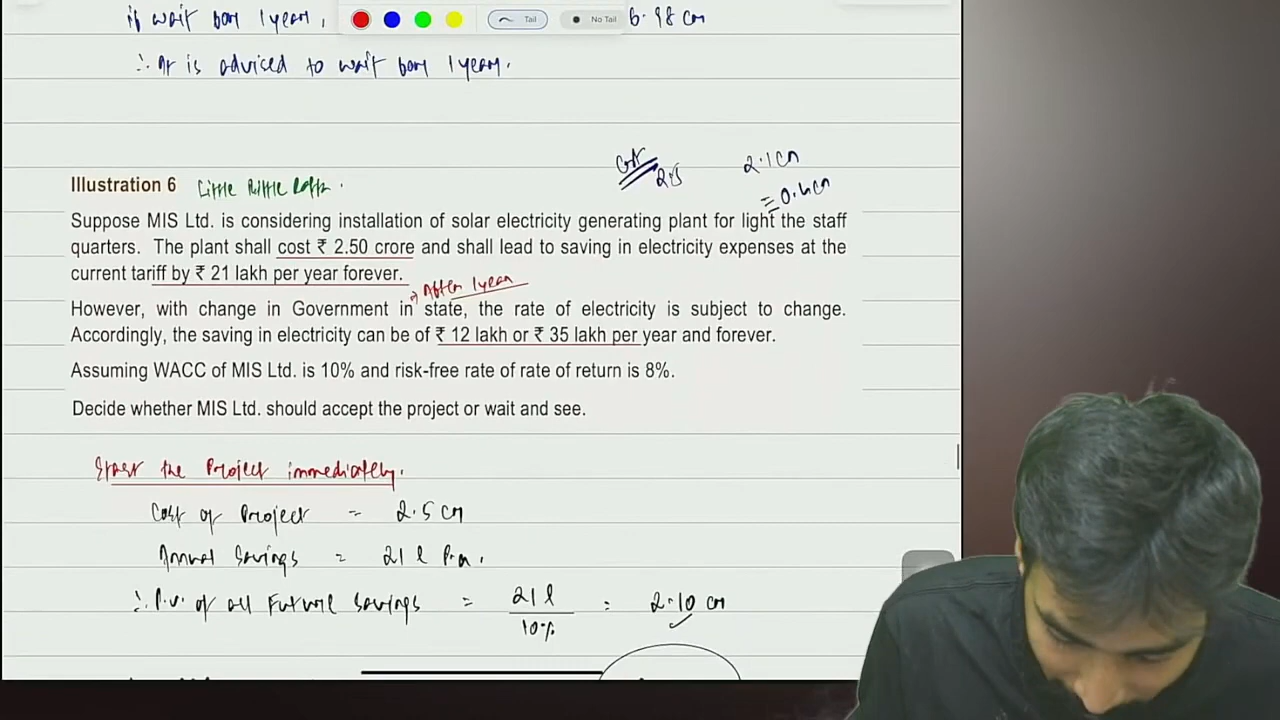 if wait for 1 year, 6.98 cr
Tail No Tail
∴ It is advised to wait for 1 year.
Cost 2.5 2.1 cr
= 0.4 cr
Illustration 6
Suppose MIS Ltd. is considering installation of solar electricity generating plant for light the staff
quarters. The plant shall cost ₹ 2.50 crore and shall lead to saving in electricity expenses at the
current tariff by ₹ 21 lakh per year forever.
After 1 year
However, with change in Government in state, the rate of electricity is subject to change.
Accordingly, the saving in electricity can be of ₹ 12 lakh or ₹ 35 lakh per year and forever.
Assuming WACC of MIS Ltd. is 10% and risk-free rate of rate of return is 8%.
Decide whether MIS Ltd. should accept the project or wait and see.
Start the Project immediately.
Cost of Project = 2.5 cr
Annual Savings = 21 l P.a.
∴ P.V. of all Future Savings = 21 l / 10% = 2.10 cr